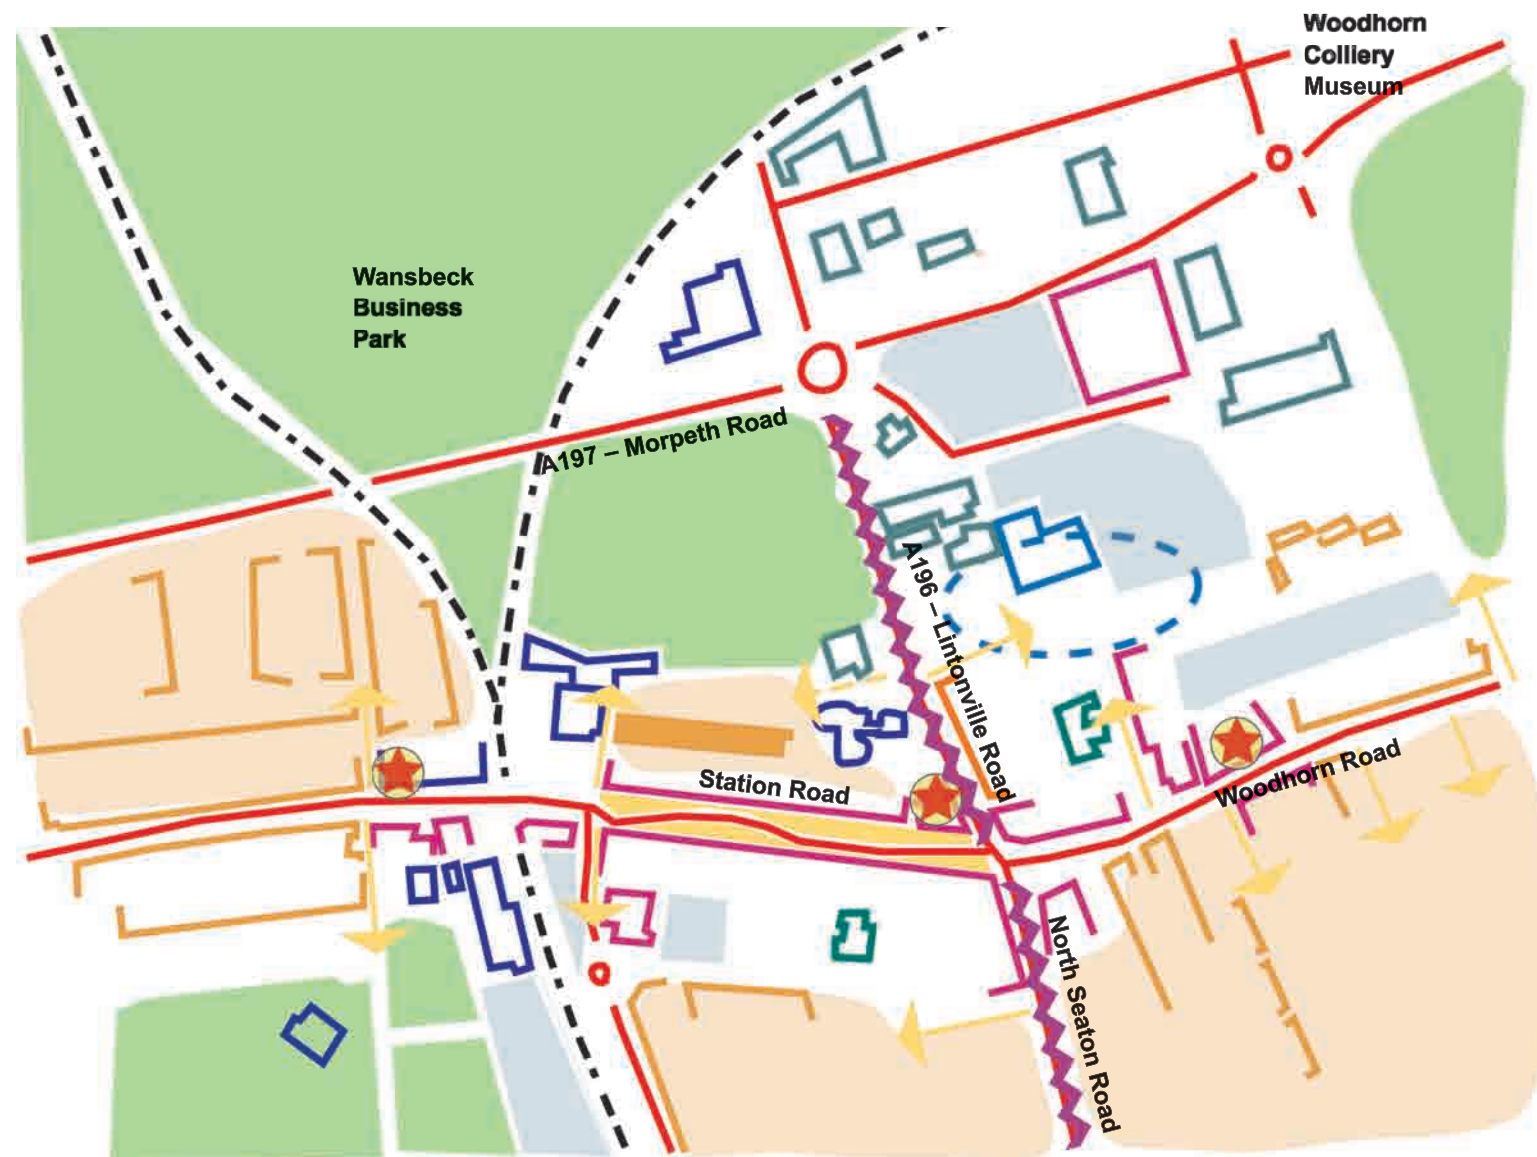 Woodhorn
Colliery
Museum
Wansbeck
Business
Park
A197 – Morpeth Road
A196 – Lintonville Road
Station Road
Woodhorn Road
North Seaton Road